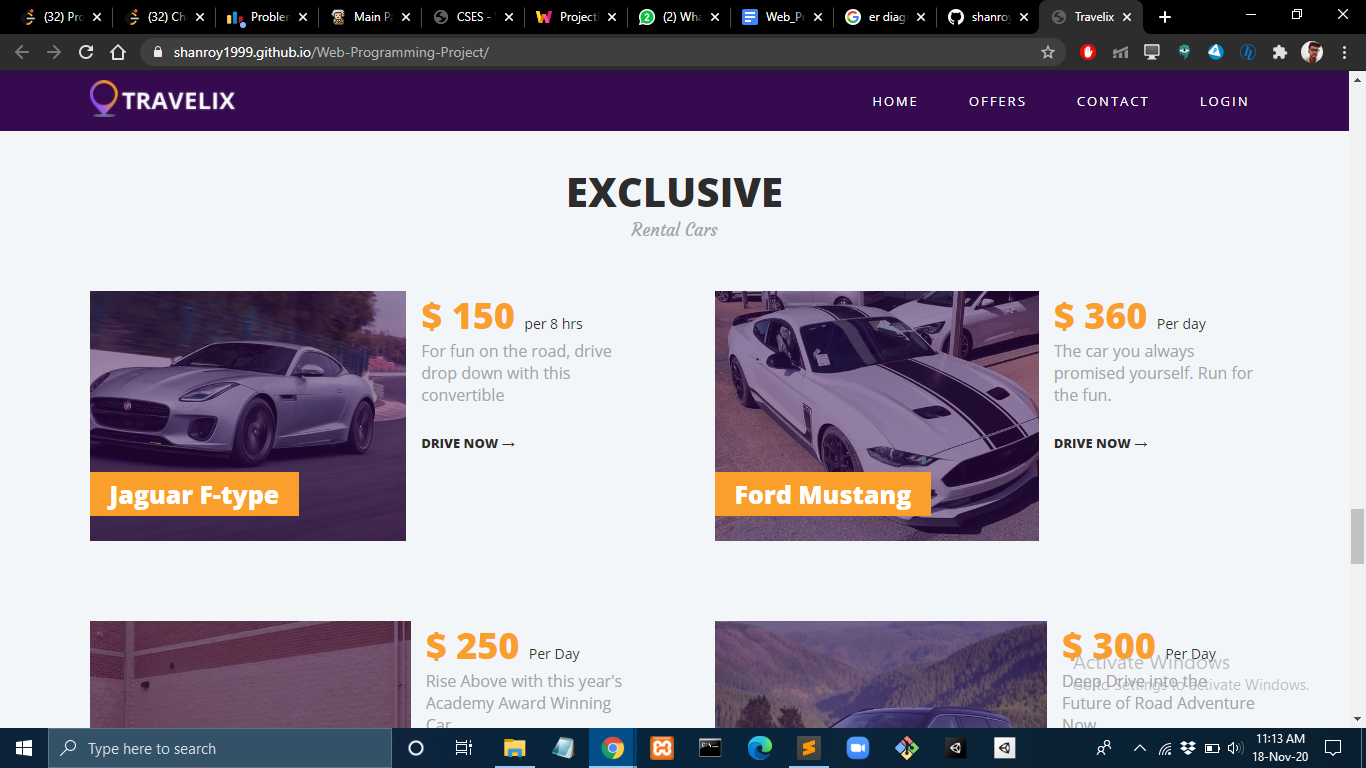 (32) Pro
(32) Ch
Probler
Main P
CSES -
Project
(2) Wha
Web_P
er diag
shanroy
Travelix
shanroy1999.github.io/Web-Programming-Project/
TRAVELIX
HOME
OFFERS
CONTACT
LOGIN
EXCLUSIVE
Rental Cars
Jaguar F-type
$ 150 per 8 hrs
For fun on the road, drive
drop down with this
convertible
DRIVE NOW →
Ford Mustang
$ 360 Per day
The car you always
promised yourself. Run for
the fun.
DRIVE NOW →
$ 250 Per Day
Rise Above with this year's
Academy Award Winning
Car
$ 300 Per Day
Deep Drive into the
Future of Road Adventure
Now
Activate Windows
Go to Settings to activate Windows.
Type here to search
11:13 AM
18-Nov-20